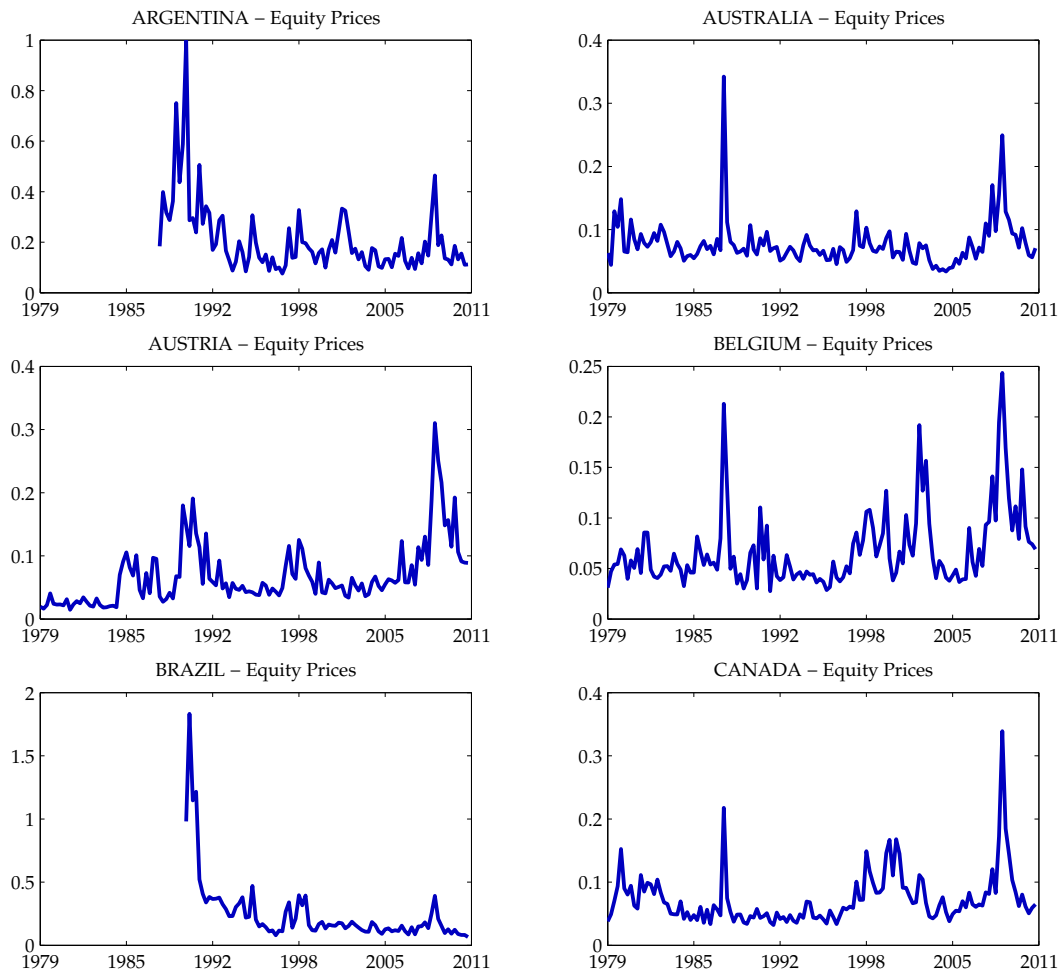 ARGENTINA – Equity Prices
1
0.8
0.6
0.4
0.2
0
1979 1985 1992 1998 2005 2011
AUSTRALIA – Equity Prices
0.4
0.3
0.2
0.1
0
1979 1985 1992 1998 2005 2011
AUSTRIA – Equity Prices
0.4
0.3
0.2
0.1
0
1979 1985 1992 1998 2005 2011
BELGIUM – Equity Prices
0.25
0.2
0.15
0.1
0.05
0
1979 1985 1992 1998 2005 2011
BRAZIL – Equity Prices
2
1.5
1
0.5
0
1979 1985 1992 1998 2005 2011
CANADA – Equity Prices
0.4
0.3
0.2
0.1
0
1979 1985 1992 1998 2005 2011